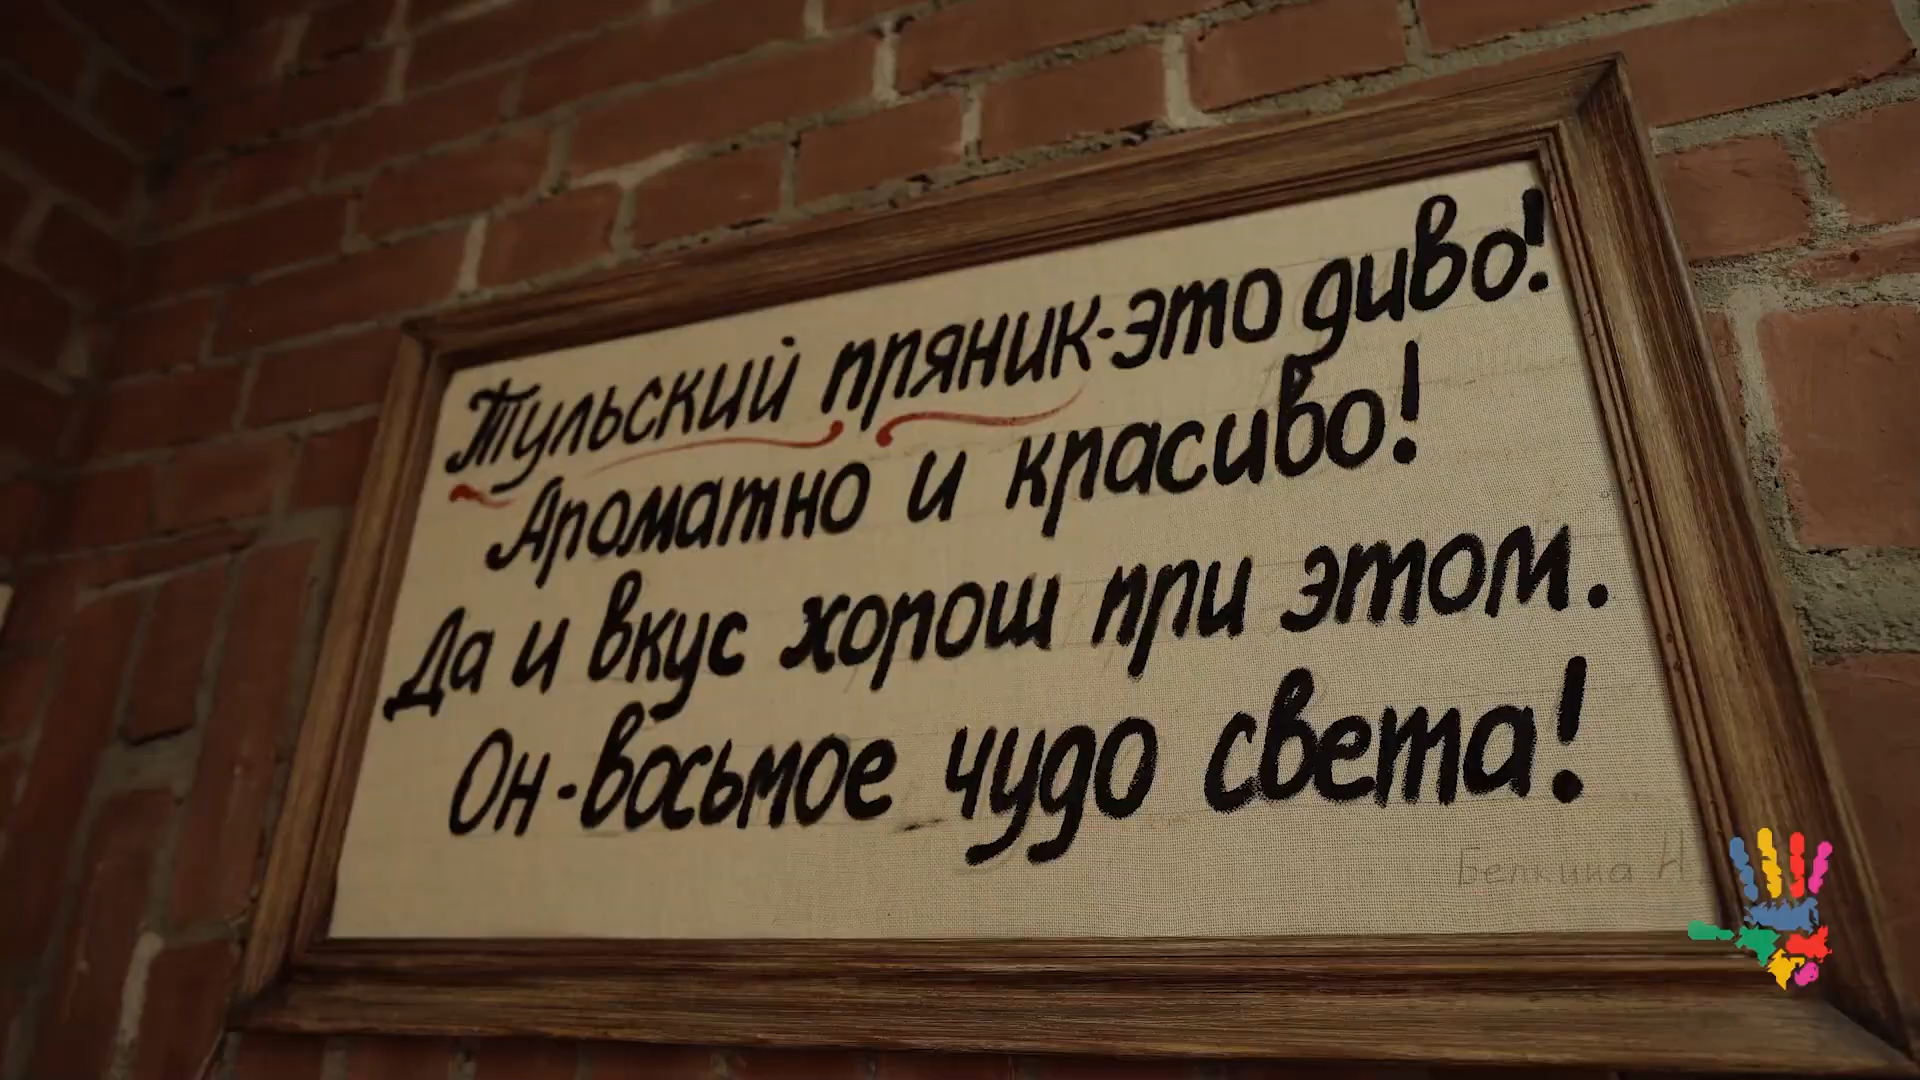 Тульский пряник-это диво!
Ароматно и красиво!
Да и вкус хорош при этом.
Он-восьмое чудо света!
Белкина Н.